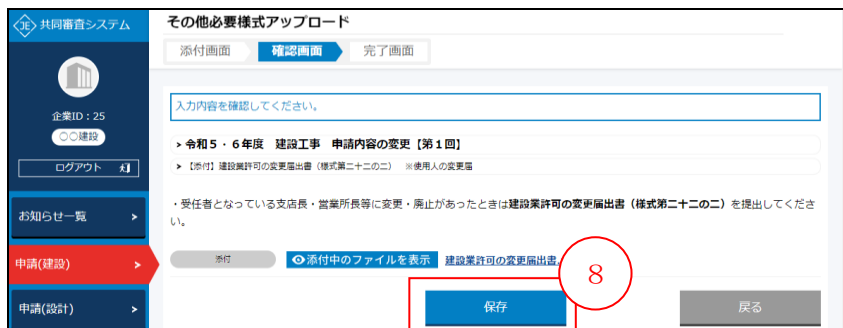 JE 共同審査システム
企業ID：25
〇〇建設
ログアウト
お知らせ一覧 >
申請(建設) >
申請(設計) >
その他必要様式アップロード
添付画面 確認画面 完了画面
入力内容を確認してください。
> 令和５・６年度 建設工事 申請内容の変更【第１回】
> 【添付】建設業許可の変更届出書（様式第二十二の二） ※使用人の変更届
・受任者となっている支店長・営業所長等に変更・廃止があったときは建設業許可の変更届出書（様式第二十二の二）を提出してくださ
い。
添付 添付中のファイルを表示 建設業許可の変更届出書.
8
保存 戻る